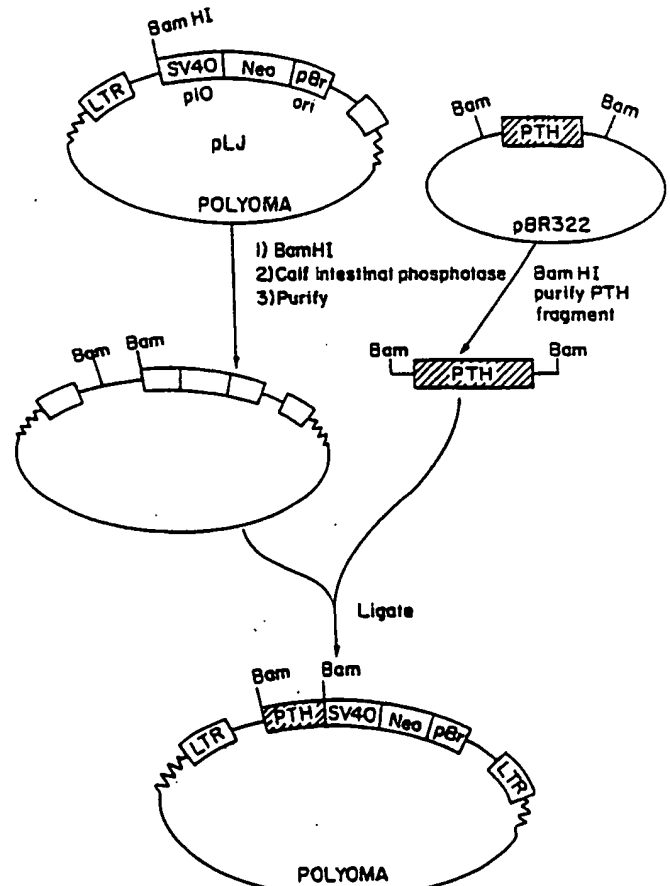 Bam HI
LTR
SV40
Neo
pBr
piO
ori
pLJ
POLYOMA
Bam
Bam
PTH
pBR322
1) BamHI
2)Calf intestinal phosphotase
3)Purify
Bam HI
purify PTH
fragment
Bam
Bam
PTH
Bam
Bam
Ligate
Bam
Bam
LTR
PTH
SV40
Neo
pBr
LTR
POLYOMA